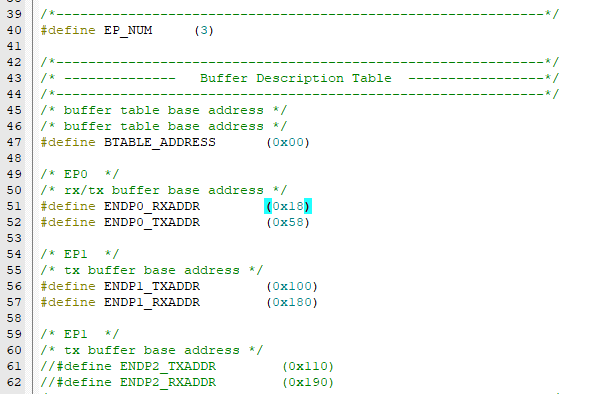 39 /*-------------------------------------------------------------*/
40 #define EP_NUM (3)
41
42 /*-------------------------------------------------------------*/
43 /* -------------- Buffer Description Table -----------------*/
44 /*-------------------------------------------------------------*/
45 /* buffer table base address */
46 /* buffer table base address */
47 #define BTABLE_ADDRESS (0x00)
48
49 /* EP0 */
50 /* rx/tx buffer base address */
51 #define ENDP0_RXADDR (0x18)
52 #define ENDP0_TXADDR (0x58)
53
54 /* EP1 */
55 /* tx buffer base address */
56 #define ENDP1_TXADDR (0x100)
57 #define ENDP1_RXADDR (0x180)
58
59 /* EP1 */
60 /* tx buffer base address */
61 //#define ENDP2_TXADDR (0x110)
62 //#define ENDP2_RXADDR (0x190)